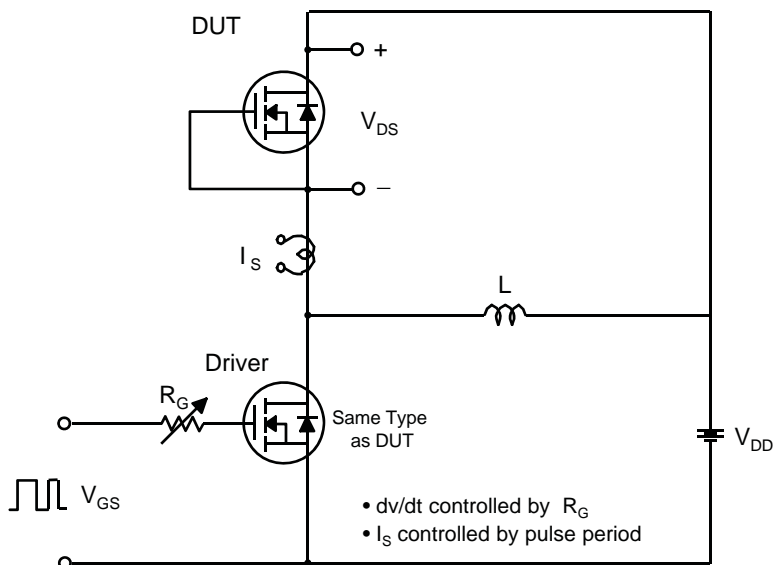 DUT
+
V_DS
−
I_S
L
Driver
R_G
Same Type
as DUT
V_DD
V_GS
• dv/dt controlled by R_G
• I_S controlled by pulse period